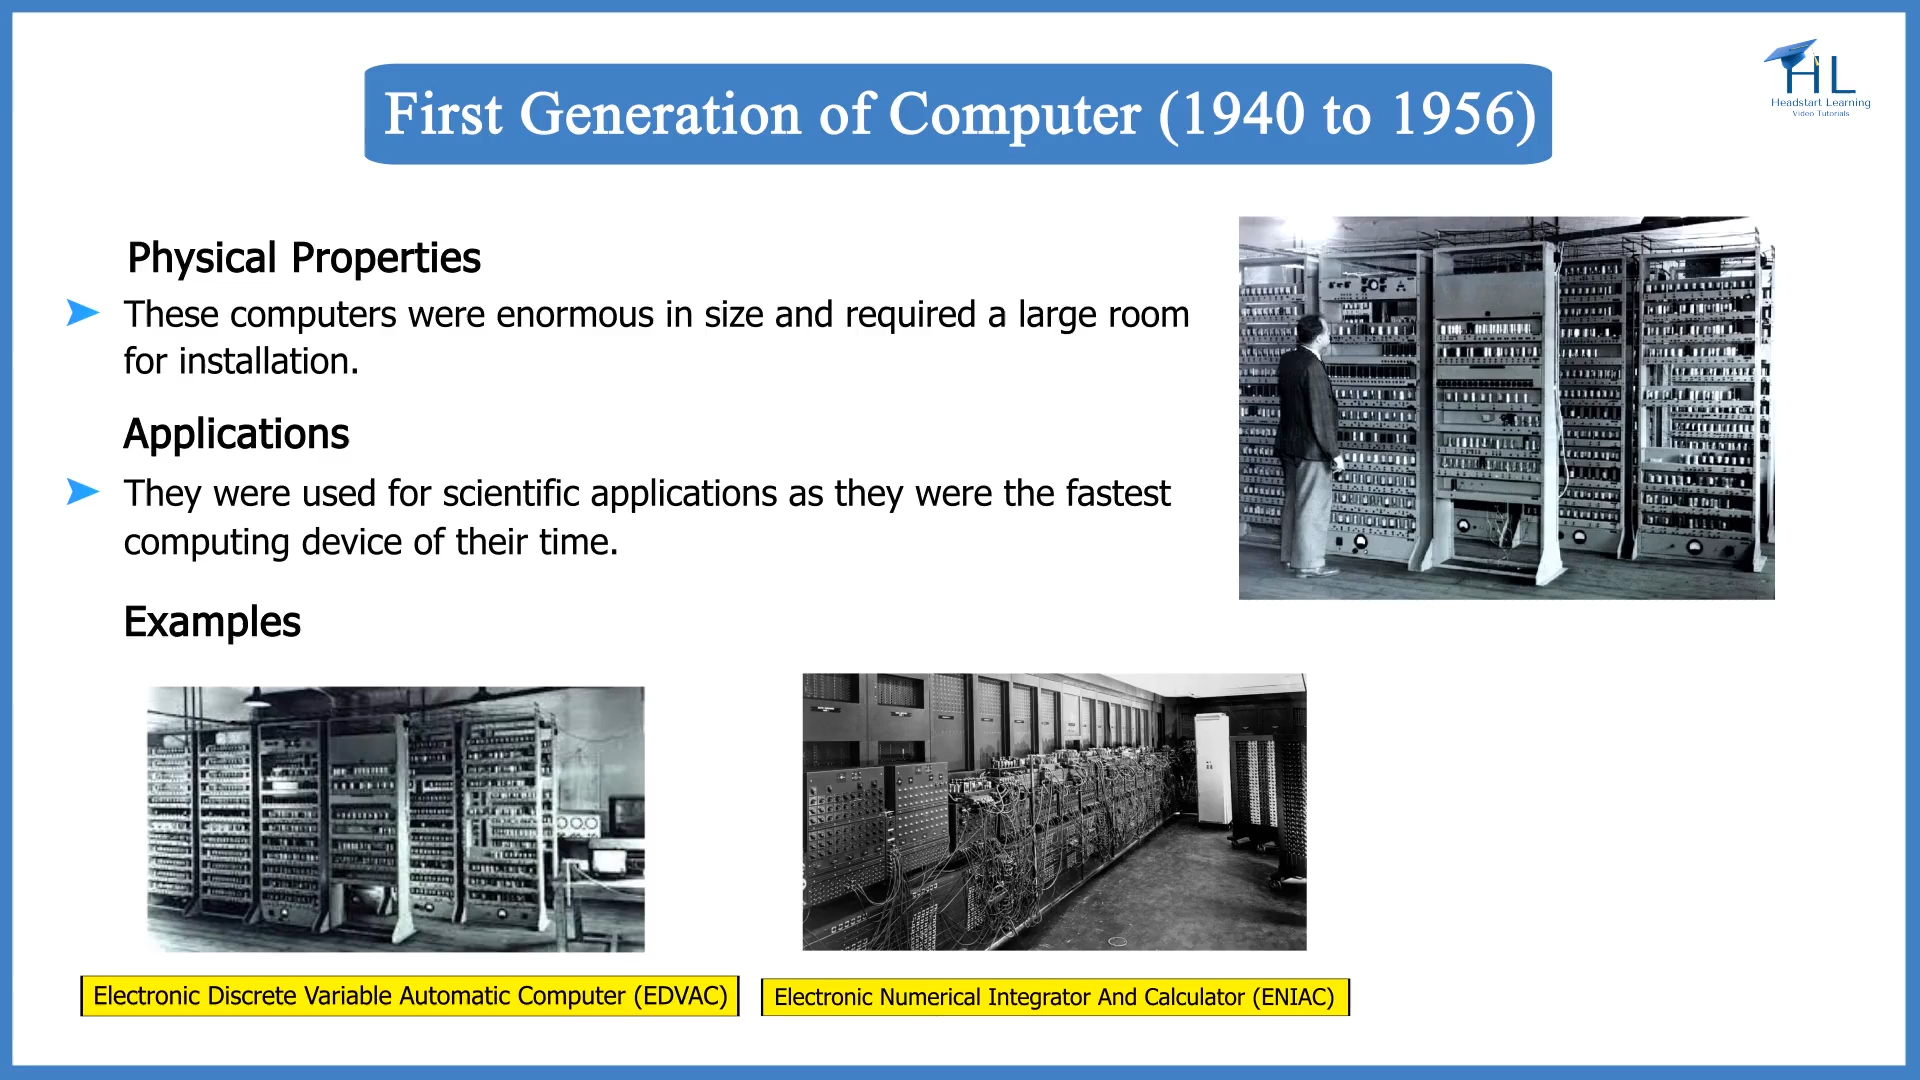 First Generation of Computer (1940 to 1956)
HL
Headstart Learning
Video Tutorials
Physical Properties
These computers were enormous in size and required a large room
for installation.
Applications
They were used for scientific applications as they were the fastest
computing device of their time.
Examples
Electronic Discrete Variable Automatic Computer (EDVAC)
Electronic Numerical Integrator And Calculator (ENIAC)